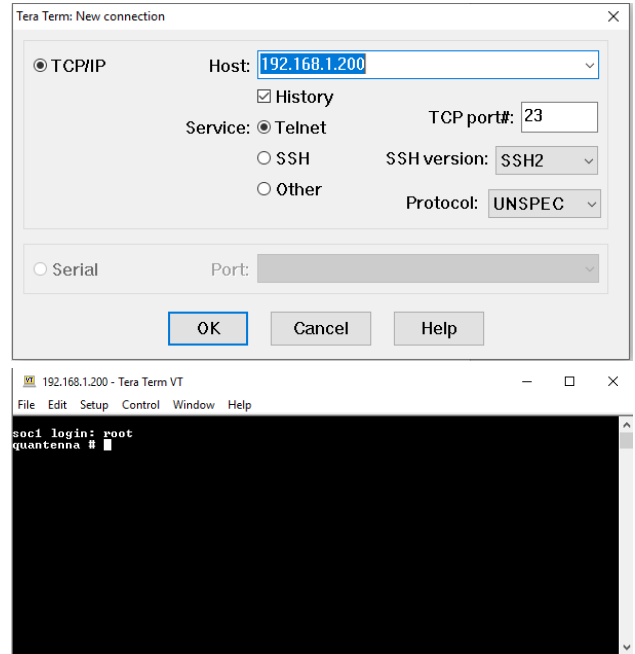 Tera Term: New connection
TCP/IP
Host: 192.168.1.200
History
Service: Telnet
TCP port#: 23
SSH
SSH version: SSH2
Other
Protocol: UNSPEC
Serial
Port:
OK Cancel Help
192.168.1.200 - Tera Term VT
File Edit Setup Control Window Help
soc1 login: root
quantenna #